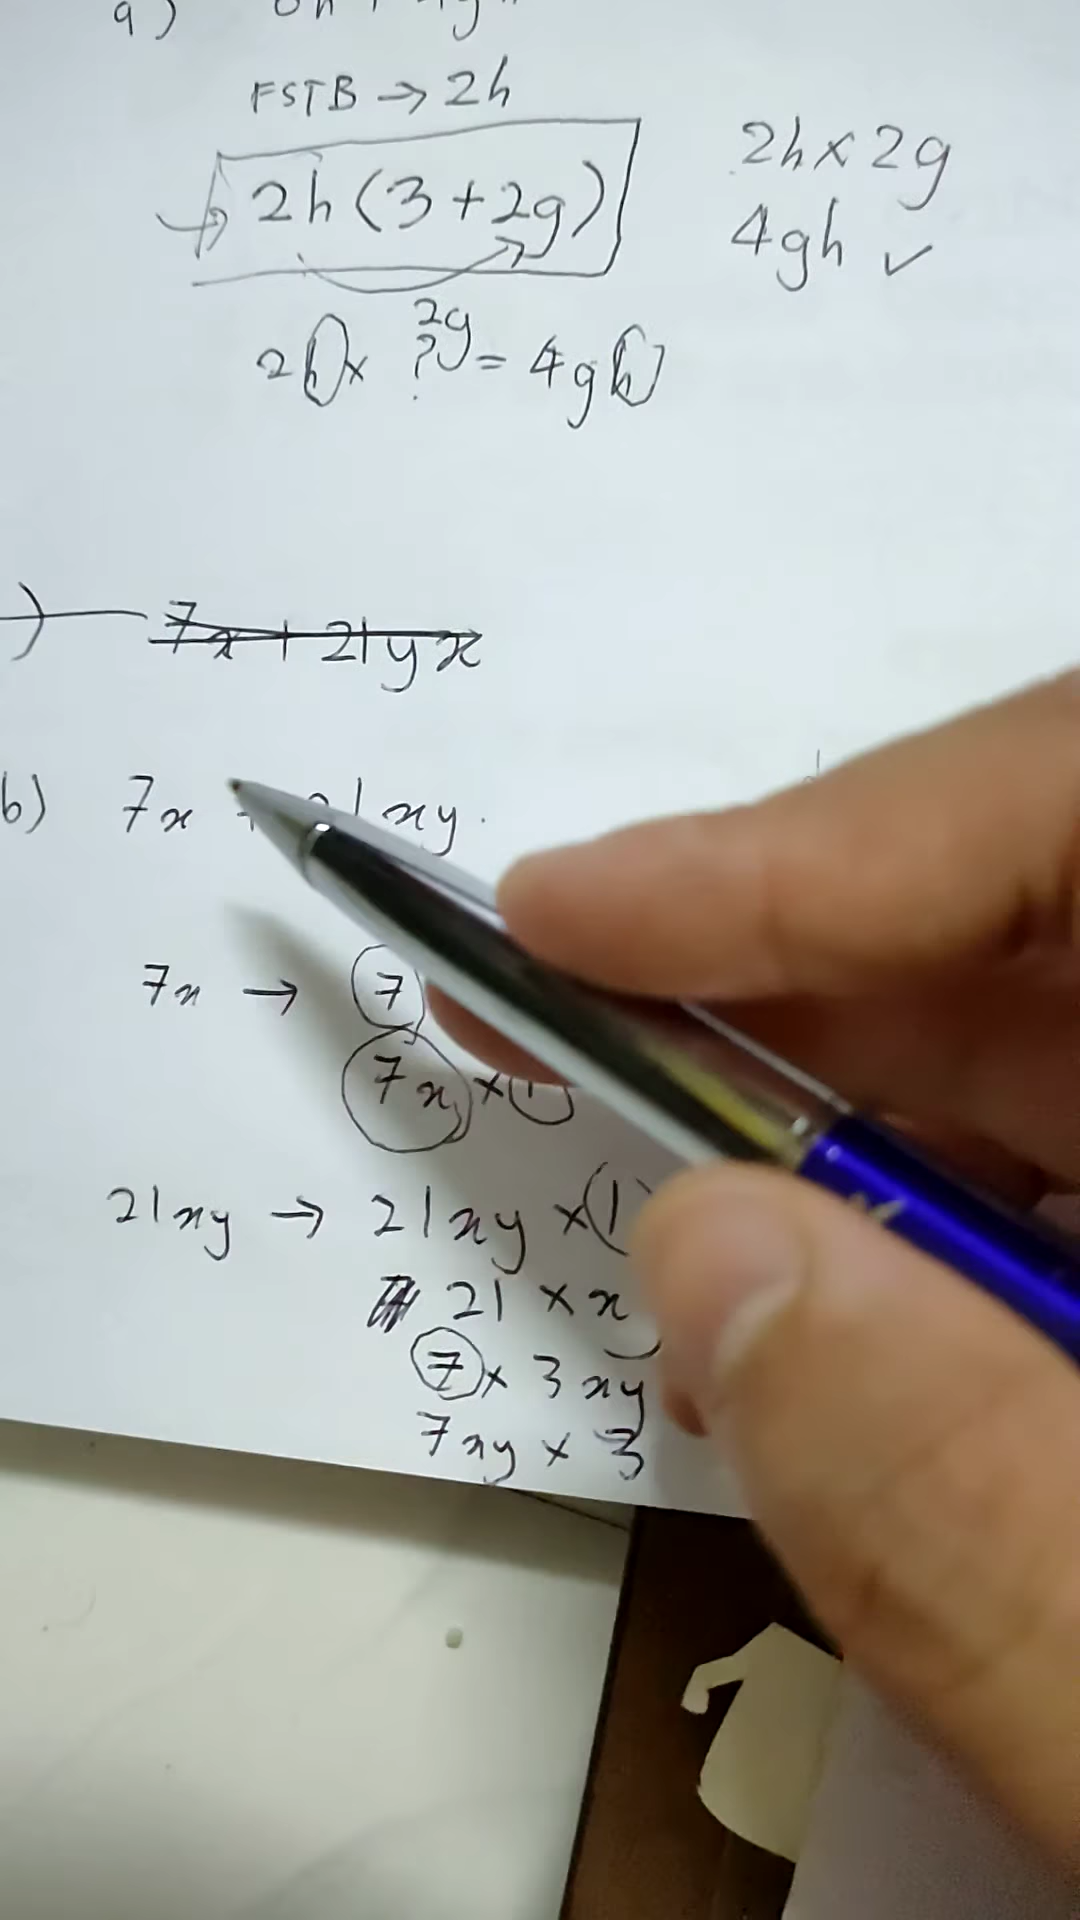 a)
FSTB → 2h
2h (3 + 2g)
2h × 2g
4gh ✓
2g
2h × ? = 4gh
7x + 21yx
b) 7x + 21xy.
7x → 7
7x × 1
21xy → 21xy × 1
21 × x
7 × 3xy
7xy × 3